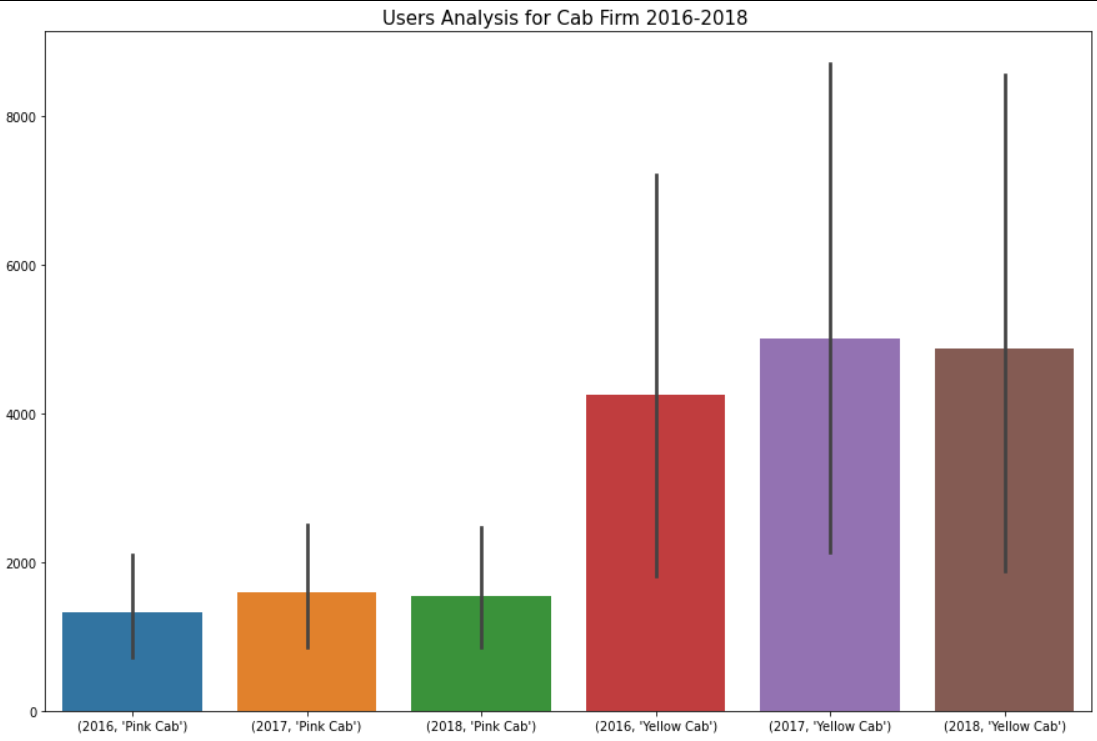 Users Analysis for Cab Firm 2016-2018
8000
6000
4000
2000
0
(2016, 'Pink Cab') (2017, 'Pink Cab') (2018, 'Pink Cab') (2016, 'Yellow Cab') (2017, 'Yellow Cab') (2018, 'Yellow Cab')